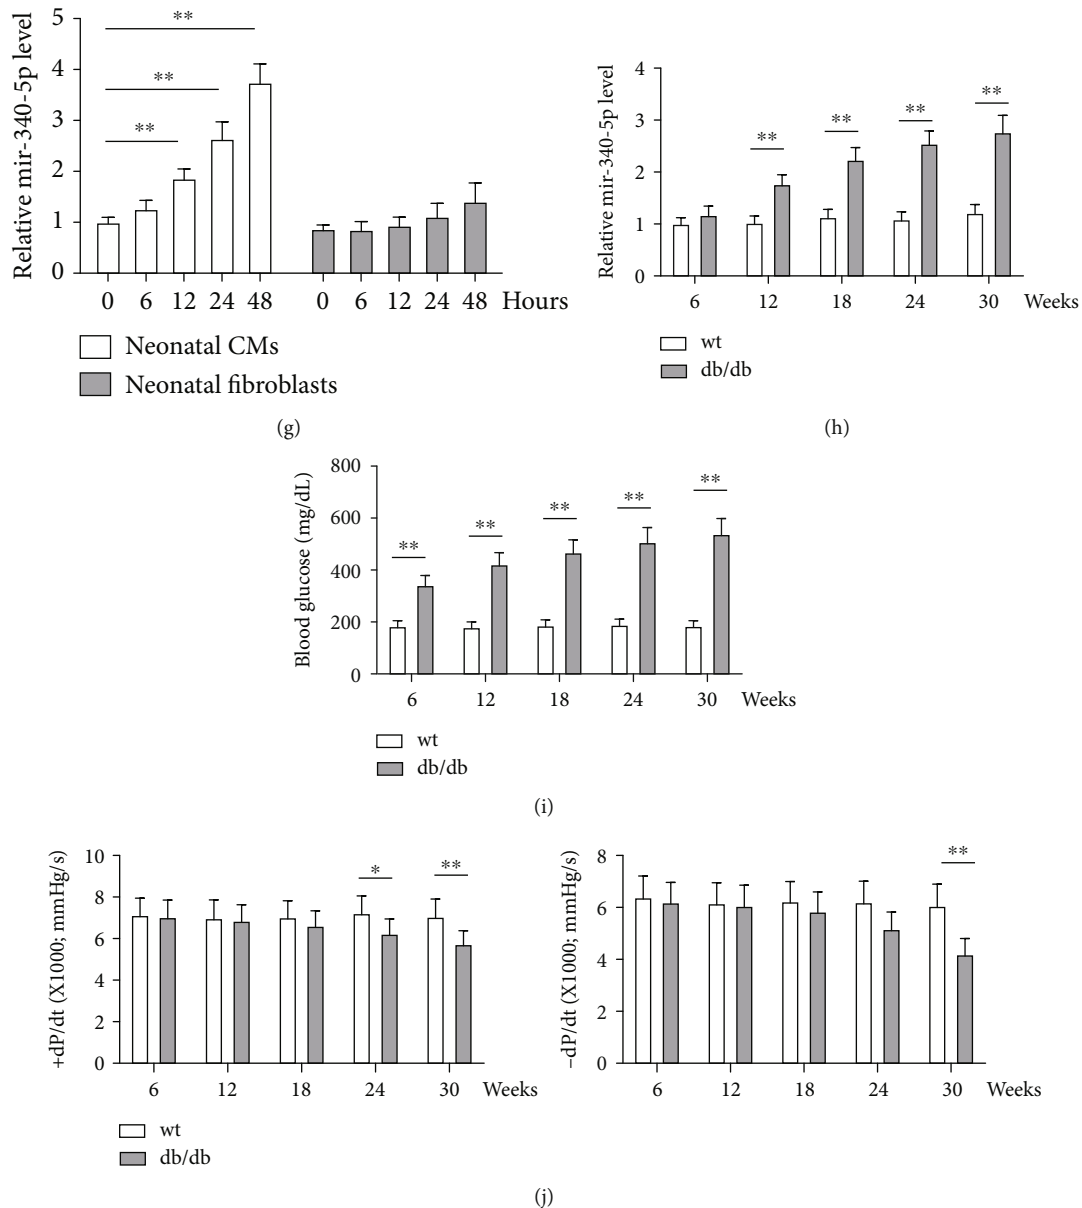 Relative mir-340-5p level
5
4
3
2
1
0
**
**
**
0 6 12 24 48 0 6 12 24 48 Hours
Neonatal CMs
Neonatal fibroblasts
(g)
Relative mir-340-5p level
4
3
2
1
0
** ** ** **
6 12 18 24 30 Weeks
wt
db/db
(h)
Blood glucose (mg/dL)
800
600
400
200
0
** ** ** ** **
6 12 18 24 30 Weeks
wt
db/db
(i)
+dP/dt (X1000; mmHg/s)
10
8
6
4
2
0
* **
6 12 18 24 30 Weeks
wt
db/db
−dP/dt (X1000; mmHg/s)
8
6
4
2
0
**
6 12 18 24 30 Weeks
(j)